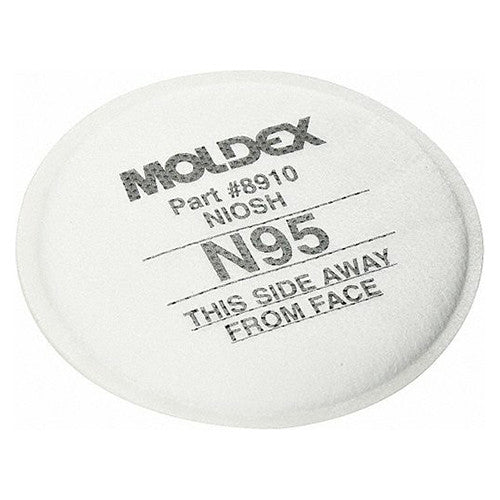 MOLDEX
Part #8910
NIOSH
N95
THIS SIDE AWAY
FROM FACE